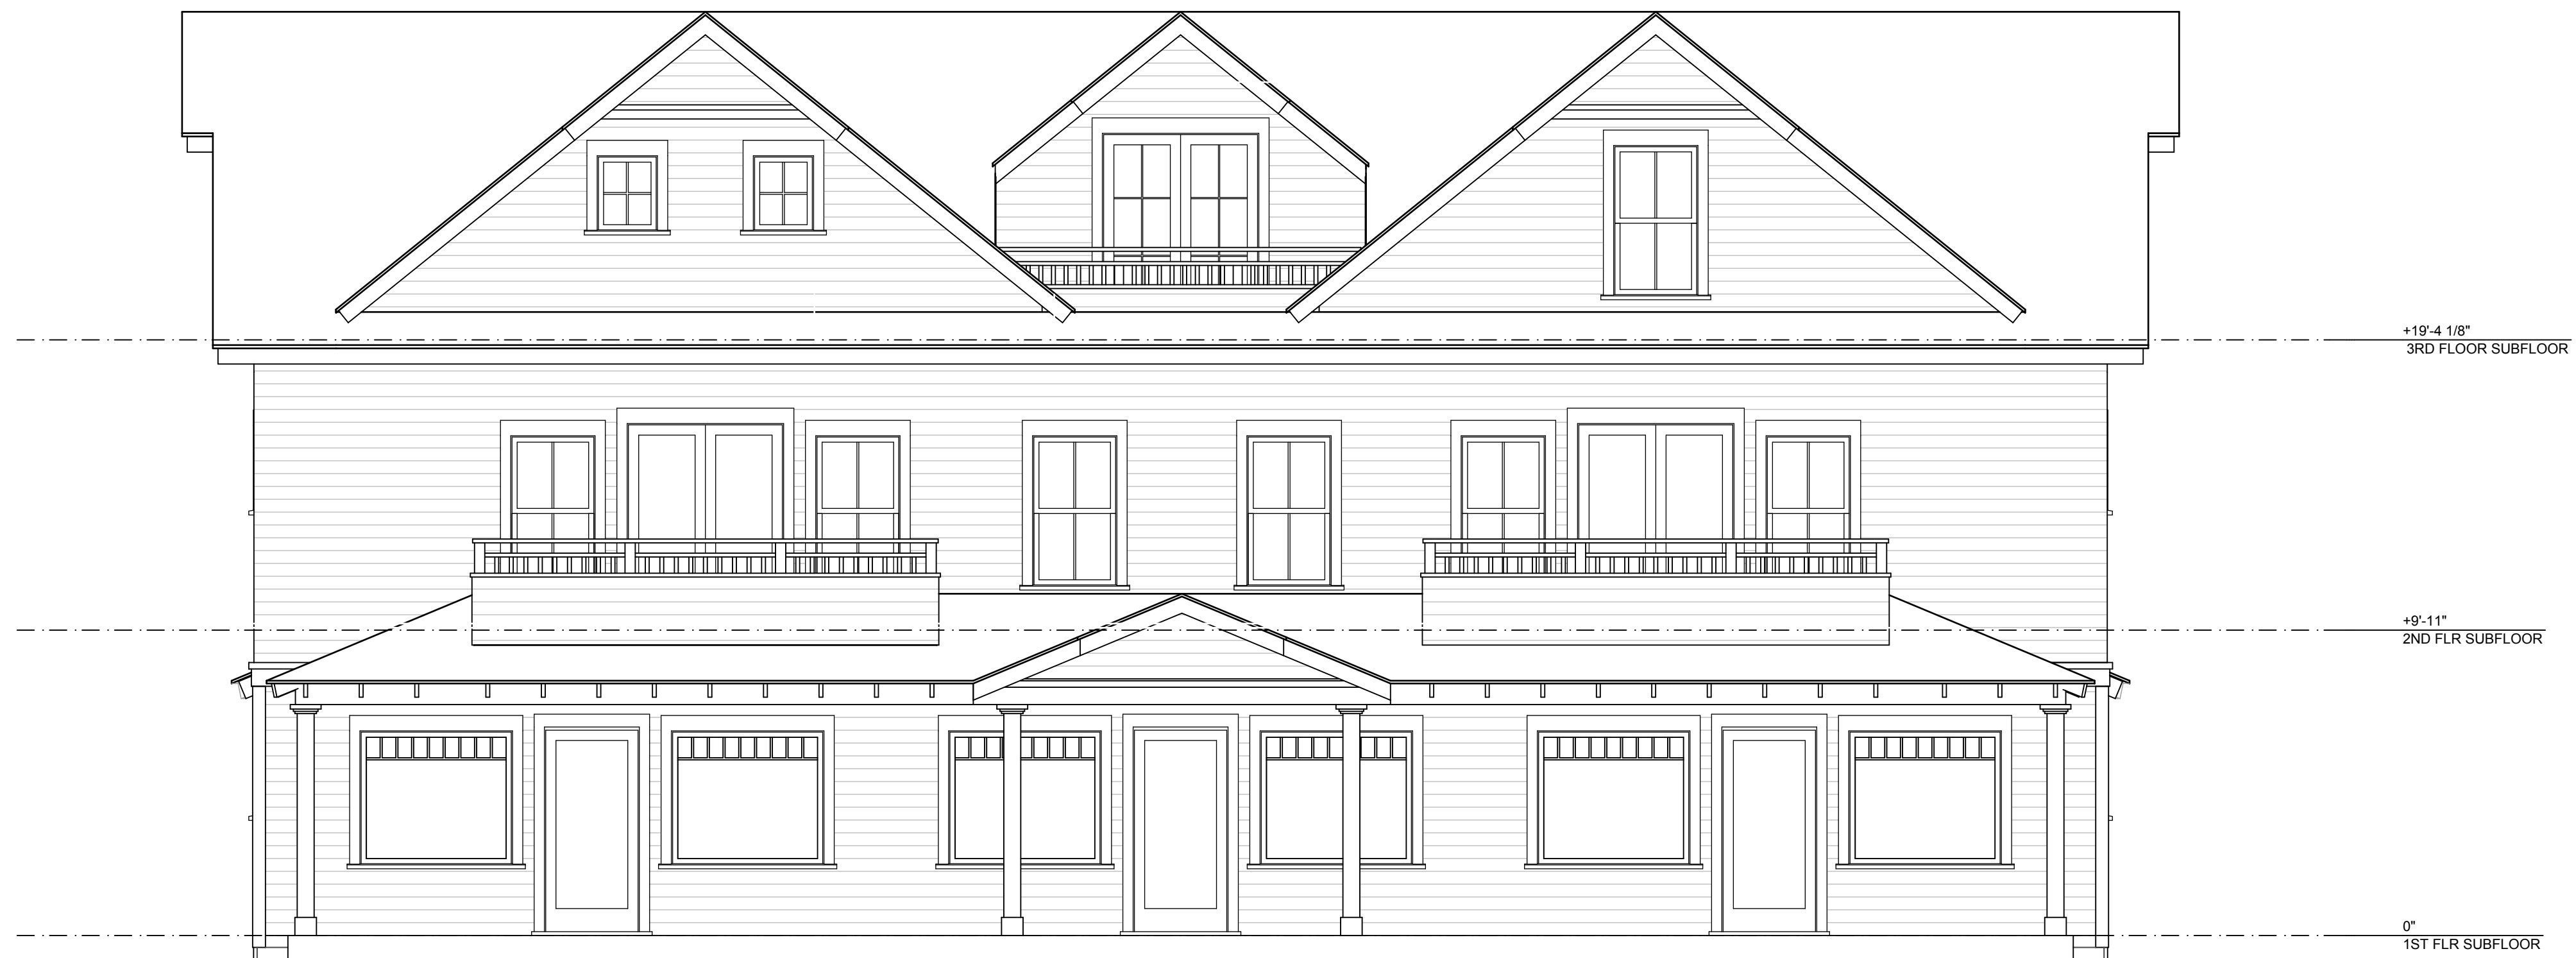 +19'-4 1/8"
3RD FLOOR SUBFLOOR
+9'-11"
2ND FLR SUBFLOOR
0"
1ST FLR SUBFLOOR